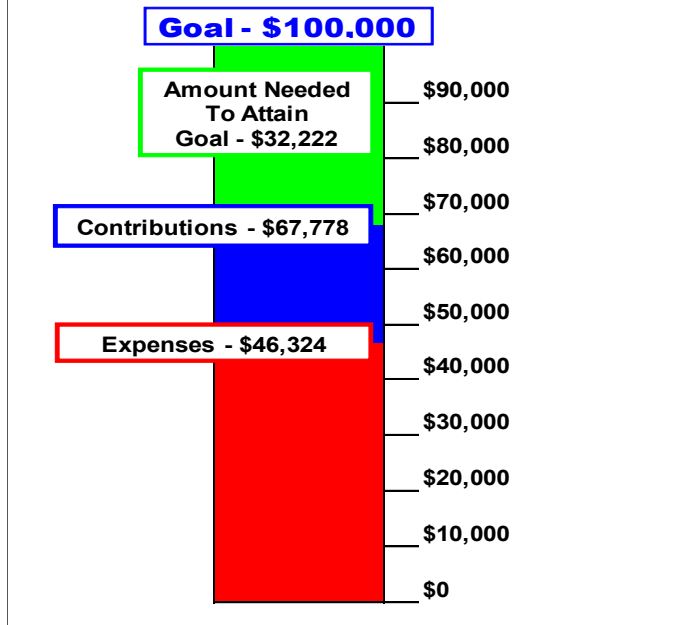 Goal - $100,000
Amount Needed
To Attain
Goal - $32,222
$90,000
$80,000
$70,000
Contributions - $67,778
$60,000
$50,000
Expenses - $46,324
$40,000
$30,000
$20,000
$10,000
$0